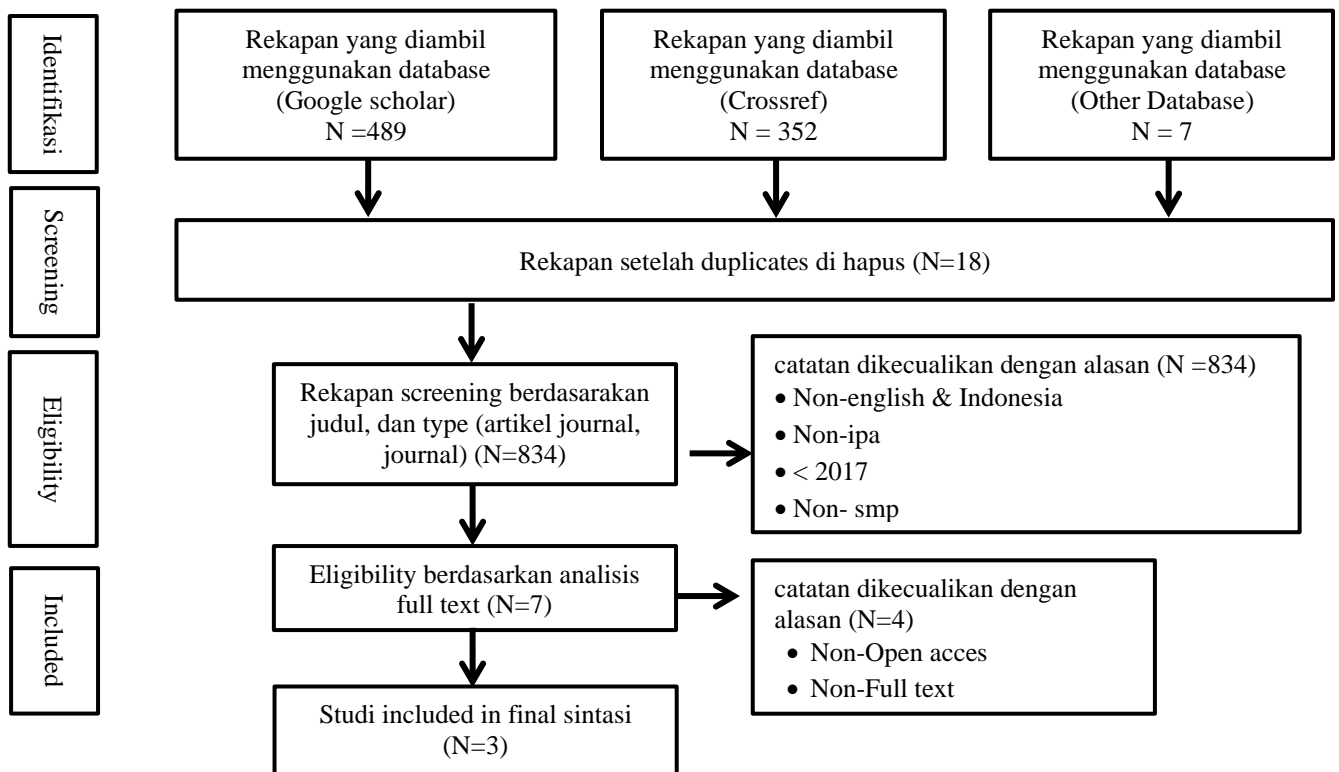 Identifikasi
Rekapan yang diambil
menggunakan database
(Google scholar)
N =489
Rekapan yang diambil
menggunakan database
(Crossref)
N = 352
Rekapan yang diambil
menggunakan database
(Other Database)
N = 7
Screening
Rekapan setelah duplicates di hapus (N=18)
Eligibility
Rekapan screening berdasarakan
judul, dan type (artikel journal,
journal) (N=834)
catatan dikecualikan dengan alasan (N =834)
• Non-english & Indonesia
• Non-ipa
• < 2017
• Non- smp
Included
Eligibility berdasarkan analisis
full text (N=7)
catatan dikecualikan dengan
alasan (N=4)
• Non-Open acces
• Non-Full text
Studi included in final sintasi
(N=3)